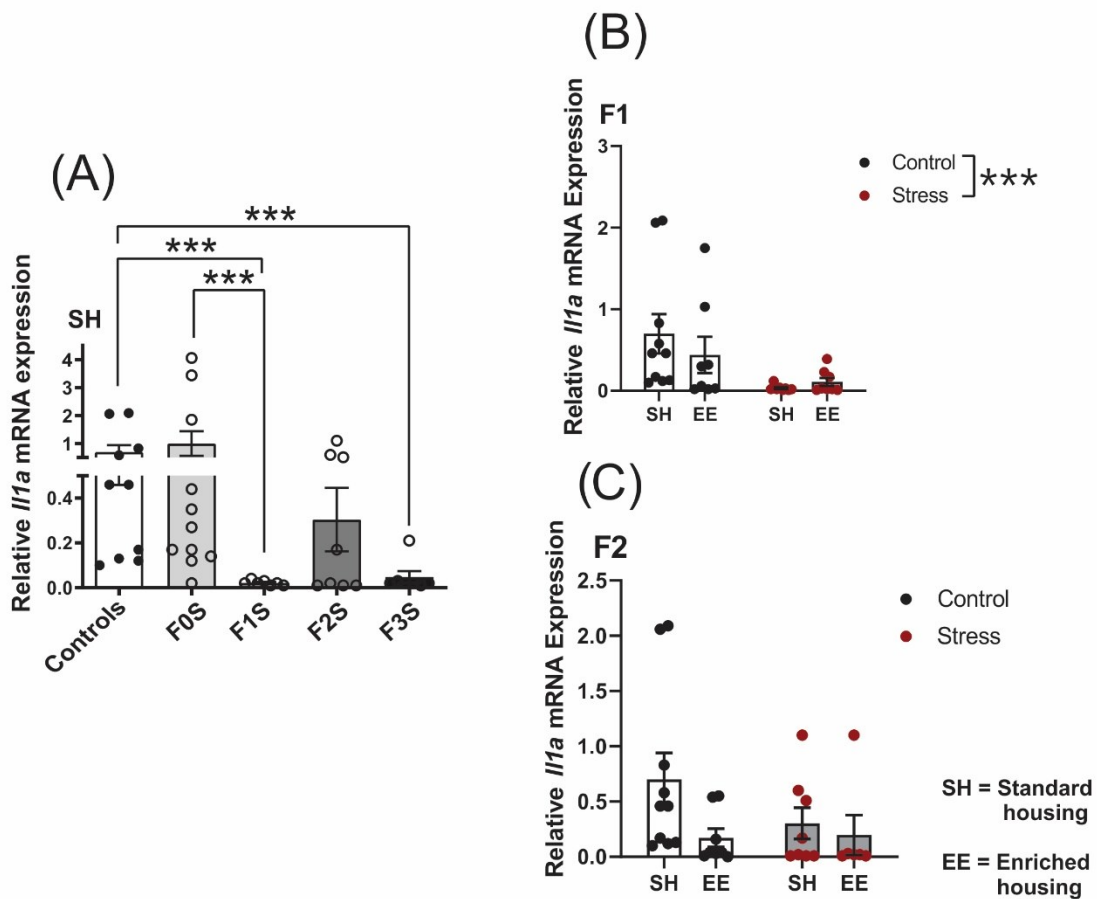 (A)
Relative Il1a mRNA expression
SH
***
***
***
4
3
2
1
0.4
0.2
0.0
Controls
F0S
F1S
F2S
F3S
(B)
Relative Il1a mRNA Expression
F1
3
2
1
0
SH
EE
SH
EE
Control
Stress
***
(C)
Relative Il1a mRNA Expression
F2
2.5
2.0
1.5
1.0
0.5
0.0
SH
EE
SH
EE
Control
Stress
SH = Standard
housing
EE = Enriched
housing